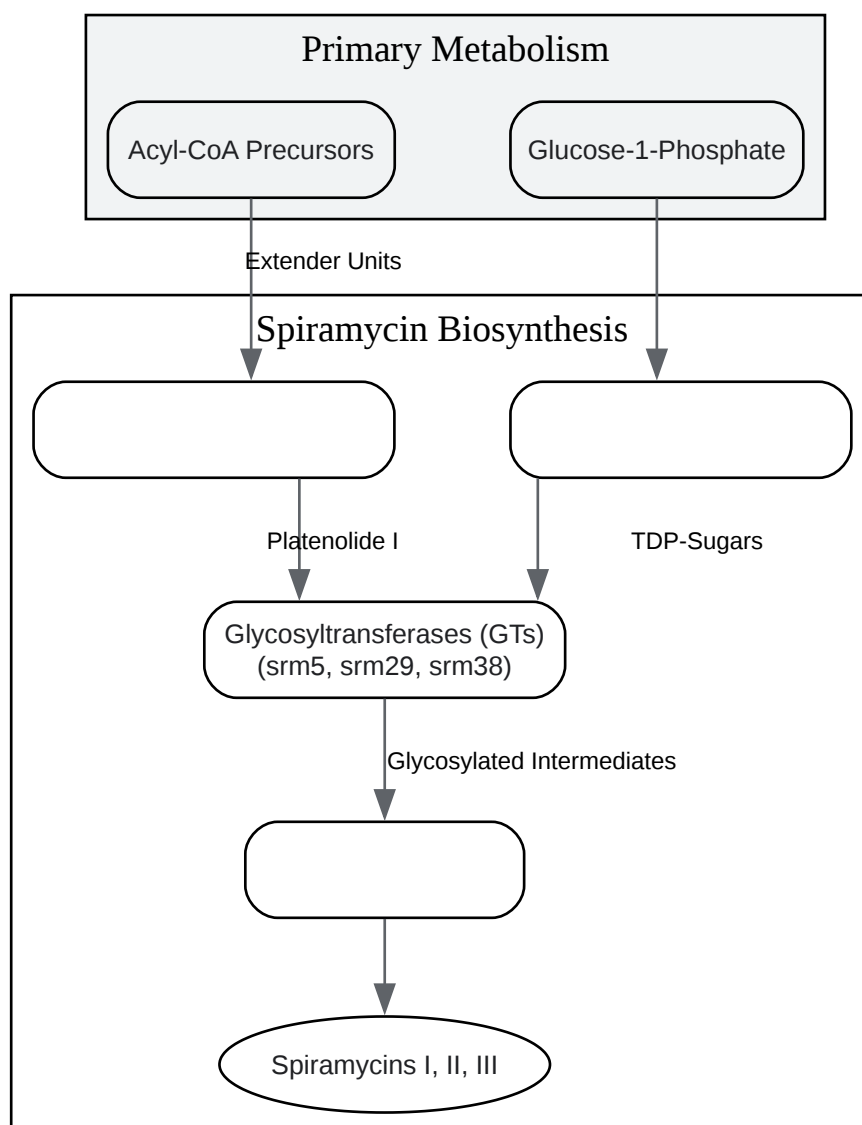 Primary Metabolism
Acyl-CoA Precursors
Glucose-1-Phosphate
Extender Units
Spiramycin Biosynthesis
Platenolide I
TDP-Sugars
Glycosyltransferases (GTs)
(srm5, srm29, srm38)
Glycosylated Intermediates
Spiramycins I, II, III